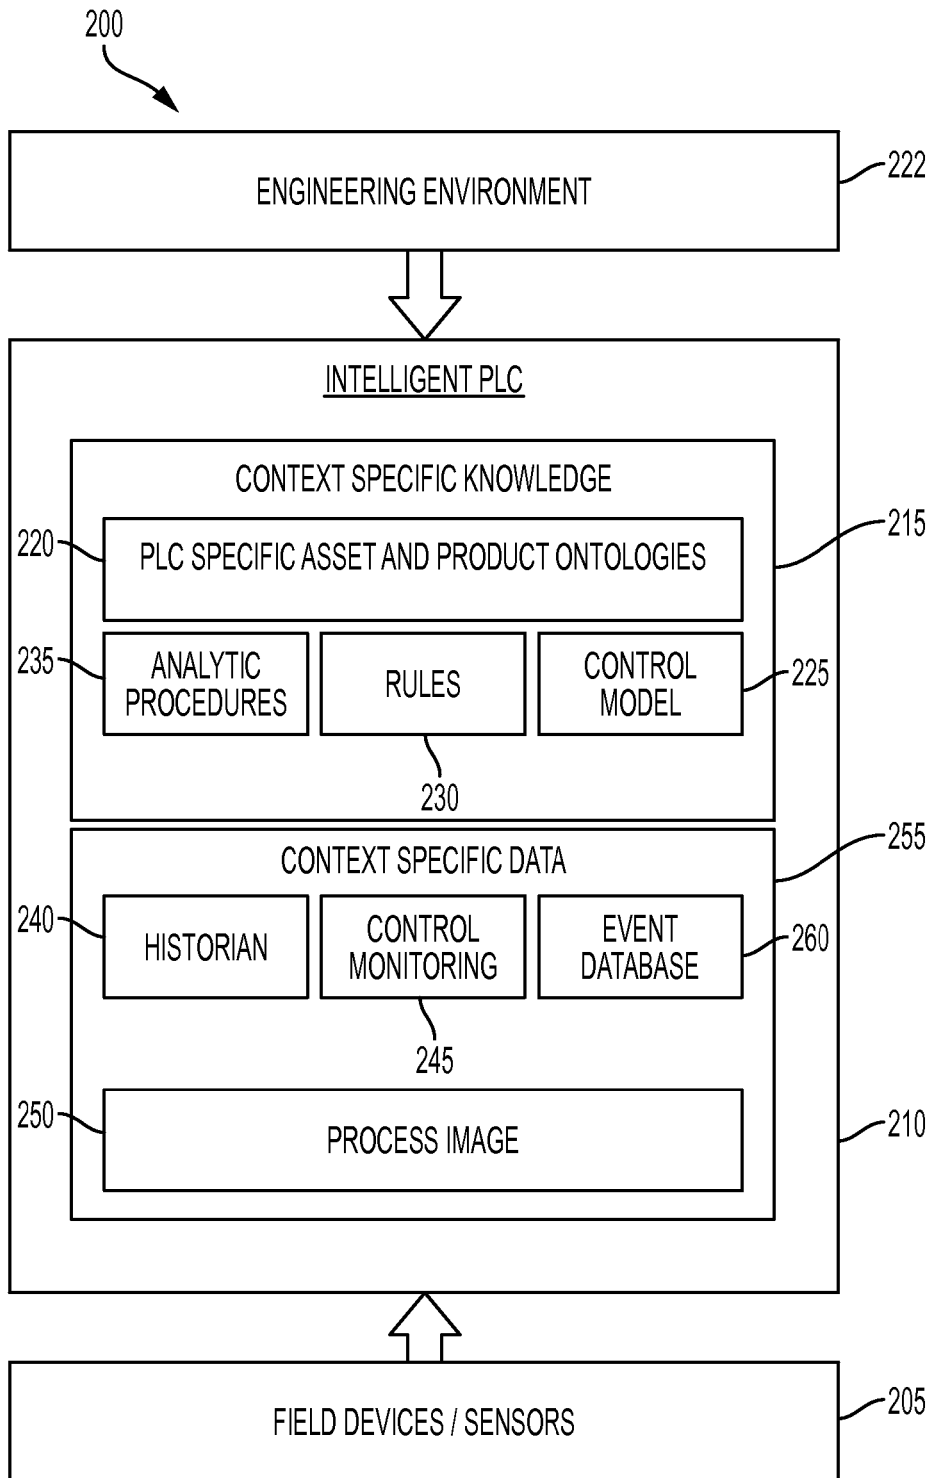 200
ENGINEERING ENVIRONMENT
222
INTELLIGENT PLC
CONTEXT SPECIFIC KNOWLEDGE
220
PLC SPECIFIC ASSET AND PRODUCT ONTOLOGIES
215
235
ANALYTIC
PROCEDURES
RULES
CONTROL
MODEL
225
230
255
CONTEXT SPECIFIC DATA
240
HISTORIAN
CONTROL
MONITORING
EVENT
DATABASE
260
245
250
PROCESS IMAGE
210
FIELD DEVICES / SENSORS
205